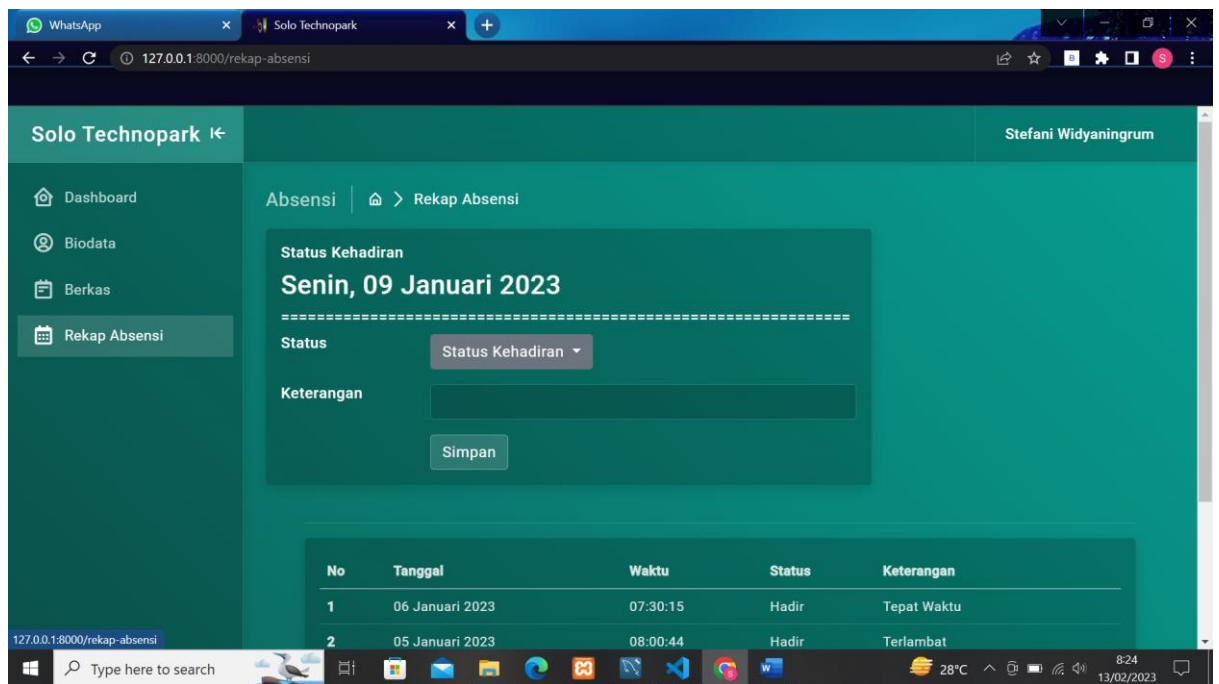 WhatsApp
Solo Technopark
127.0.0.1:8000/rekap-absensi
B
S
Solo Technopark
Stefani Widyaningrum
Dashboard
Biodata
Berkas
Rekap Absensi
Absensi
Rekap Absensi
Status Kehadiran
Senin, 09 Januari 2023
================================================================
Status
Status Kehadiran
Keterangan
Simpan
No Tanggal Waktu Status Keterangan
1 06 Januari 2023 07:30:15 Hadir Tepat Waktu
2 05 Januari 2023 08:00:44 Hadir Terlambat
127.0.0.1:8000/rekap-absensi
Type here to search
28°C
8:24
13/02/2023